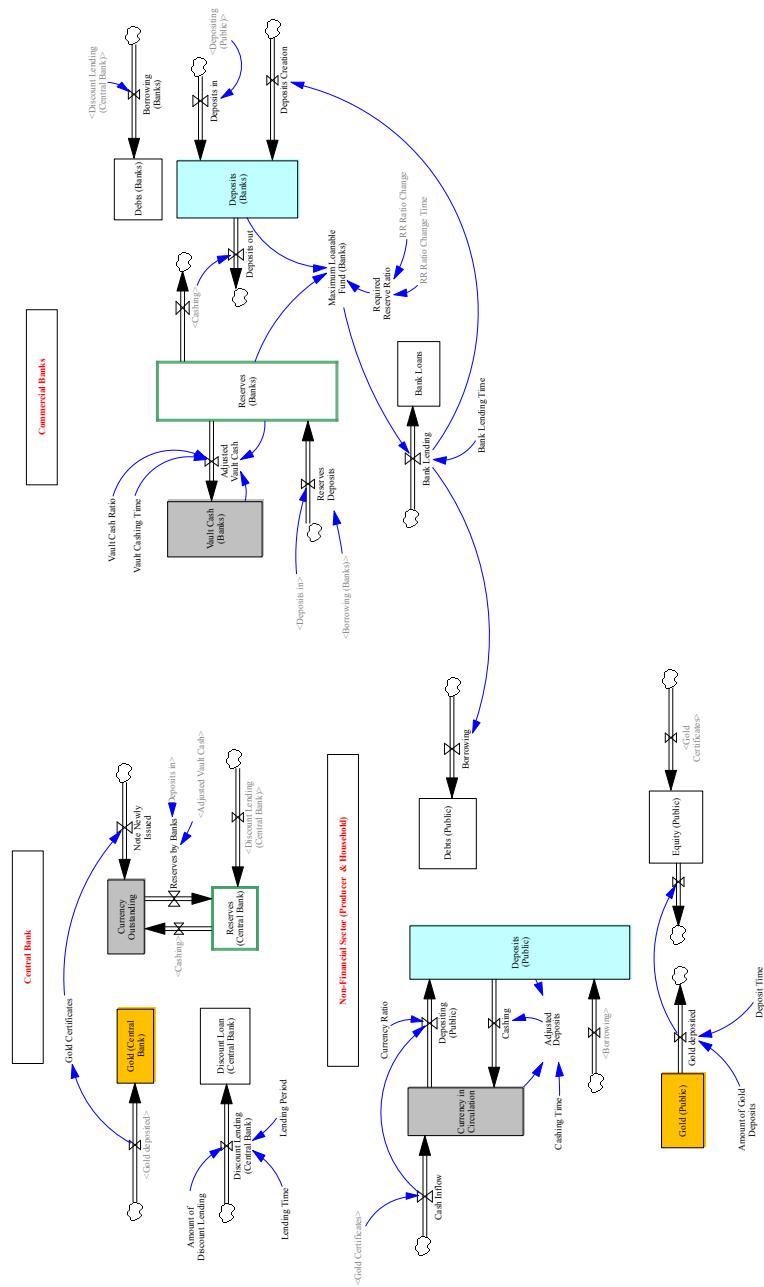 Central Bank
Gold Certificates
<Gold deposited>
Gold (Central
Bank)
Currency
Outstanding
Note Newly
Issued
Reserves by Banks
Deposits in>
<Adjusted Vault Cash>
<Cashing>
Reserves
(Central Bank)
<Discount Lending
(Central Bank)>
Amount of
Discount Lending
Discount Lending
(Central Bank)
Discount Loan
(Central Bank)
Lending Time
Lending Period
Commercial Banks
Vault Cash Ratio
Vault Cashing Time
Vault Cash
(Banks)
Adjusted
Vault Cash
Reserves
(Banks)
<Cashing>
<Deposits in>
Reserves
Deposits
<Borrowing (Banks)>
<Discount Lending
(Central Bank)>
Borrowing
(Banks)
Debts (Banks)
<Depositing
(Public)>
Deposits in
Deposits
(Banks)
Deposits out
Deposits Creation
Maximum Loanable
Fund (Banks)
Required
Reserve Ratio
RR Ratio Change
RR Ratio Change Time
Bank Loans
Bank Lending
Bank Lending Time
Non-Financial Sector (Producer & Household)
<Gold Certificates>
Cash Inflow
Currency Ratio
Currency in
Circulation
Depositing
(Public)
Cashing
Deposits
(Public)
Adjusted
Deposits
Cashing Time
<Borrowing>
Debts (Public)
Borrowing
Gold (Public)
Gold deposited
Amount of Gold
Deposits
Deposit Time
Equity (Public)
<Gold
Certificates>